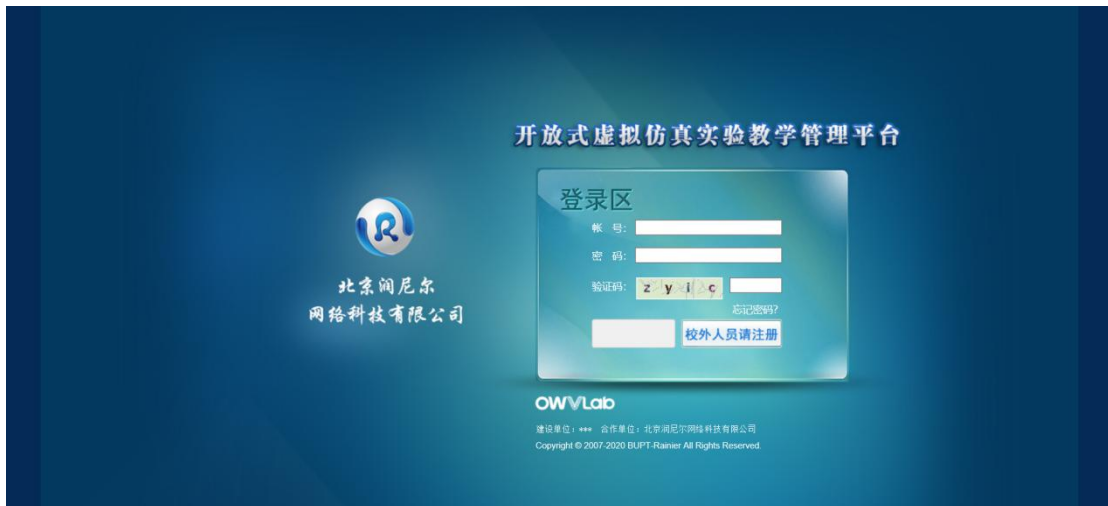 开放式虚拟仿真实验教学管理平台
R
北京润尼尔
网络科技有限公司
登录区
帐 号:
密 码:
验证码: z y i c
忘记密码?
校外人员请注册
OWVLab
建设单位: *** 合作单位: 北京润尼尔网络科技有限公司
Copyright © 2007-2020 BUPT-Rainier All Rights Reserved.